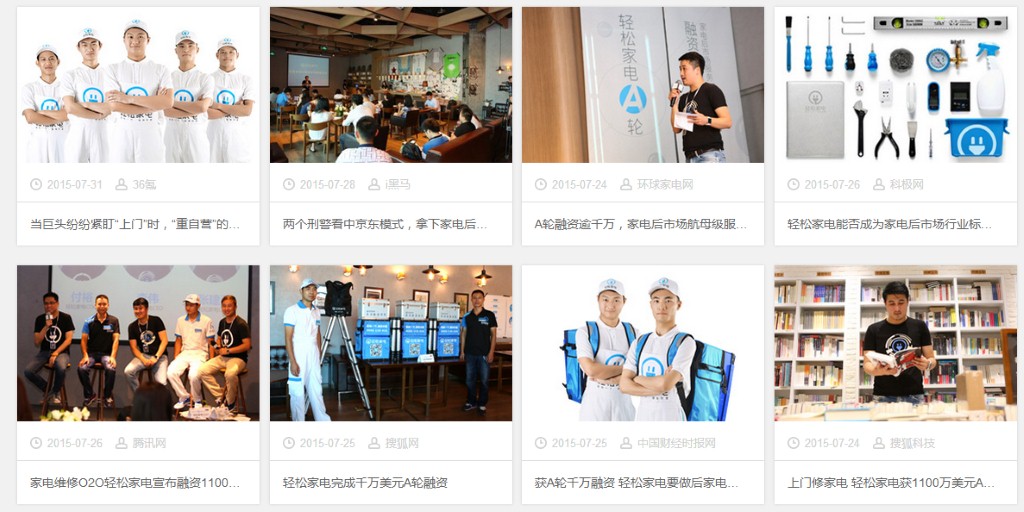 轻松家电
A轮
2015-07-31 36氪
2015-07-28 i黑马
2015-07-24 环球家电网
2015-07-26 科极网
当巨头纷纷紧盯“上门”时，“重自营”的...
两个刑警看中京东模式，拿下家电后...
A轮融资逾千万，家电后市场航母级服...
轻松家电能否成为家电后市场行业标...
2015-07-26 腾讯网
2015-07-25 搜狐网
2015-07-25 中国财经时报网
2015-07-24 搜狐科技
家电维修O2O轻松家电宣布融资1100...
轻松家电完成千万美元A轮融资
获A轮千万融资 轻松家电要做后家电...
上门修家电 轻松家电获1100万美元A...